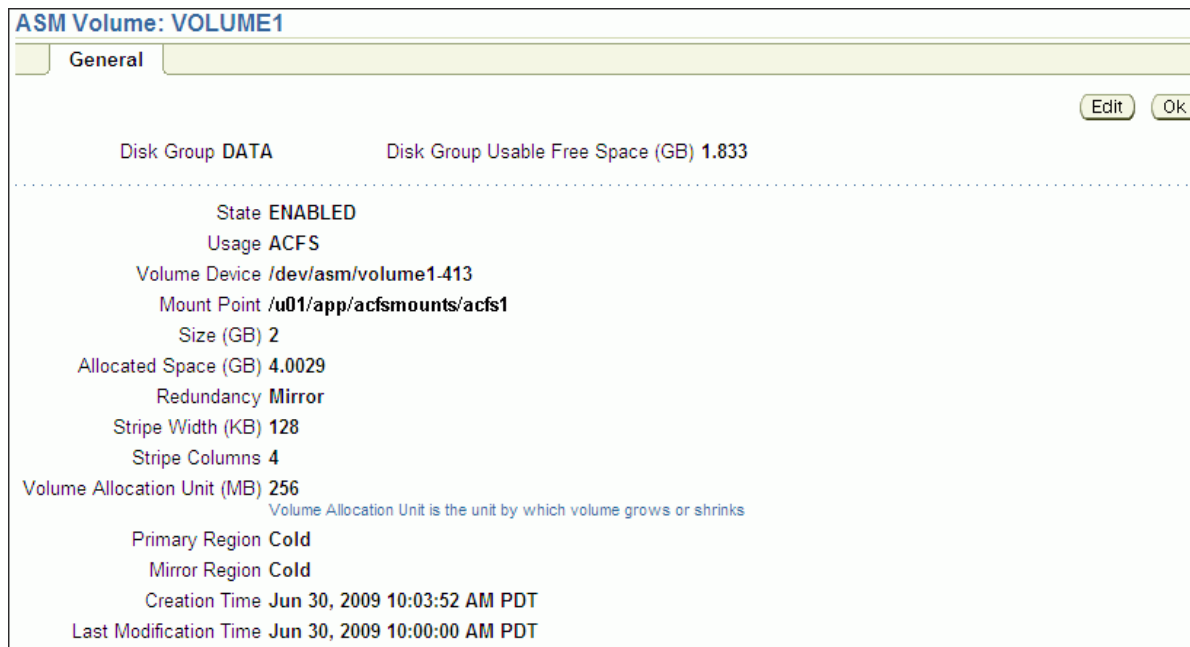 ASM Volume: VOLUME1
General
Edit Ok
Disk Group DATA Disk Group Usable Free Space (GB) 1.833
State ENABLED
Usage ACFS
Volume Device /dev/asm/volume1-413
Mount Point /u01/app/acfsmounts/acfs1
Size (GB) 2
Allocated Space (GB) 4.0029
Redundancy Mirror
Stripe Width (KB) 128
Stripe Columns 4
Volume Allocation Unit (MB) 256
Volume Allocation Unit is the unit by which volume grows or shrinks
Primary Region Cold
Mirror Region Cold
Creation Time Jun 30, 2009 10:03:52 AM PDT
Last Modification Time Jun 30, 2009 10:00:00 AM PDT